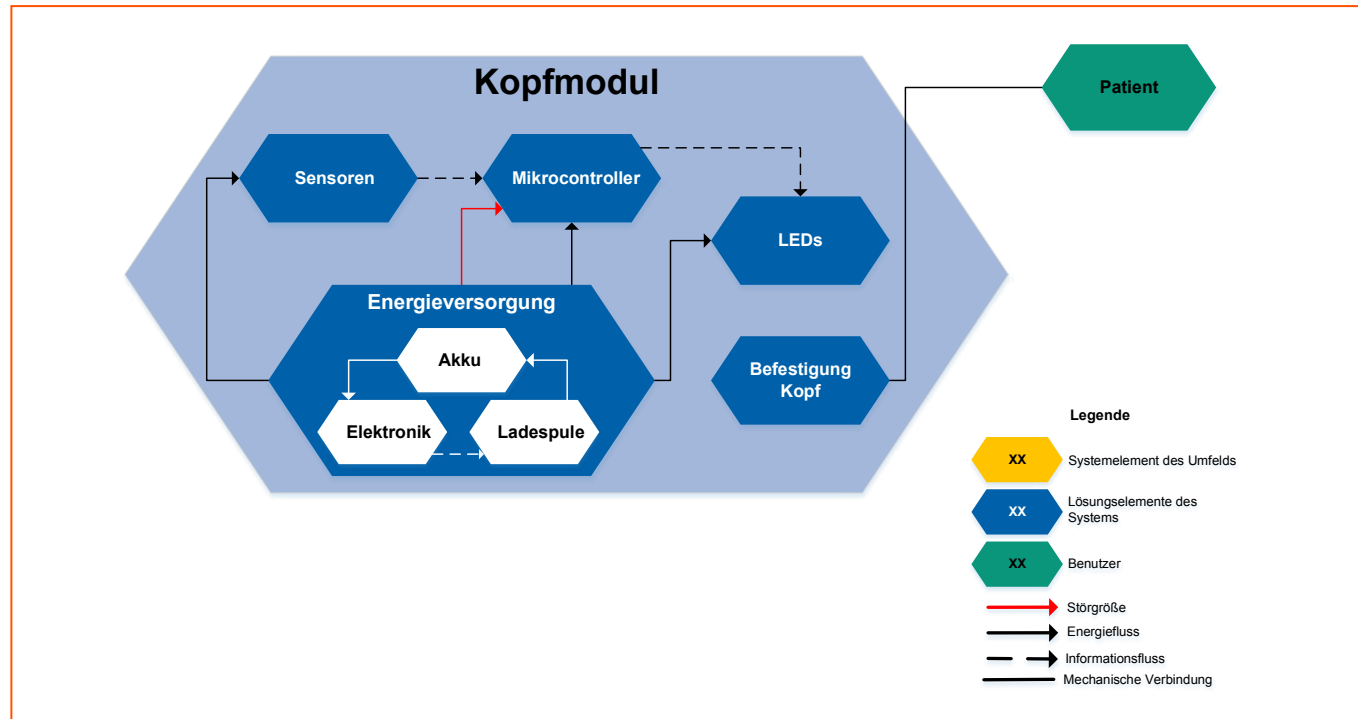 Kopfmodul
Patient
Sensoren
Mikrocontroller
LEDs
Energieversorgung
Akku
Befestigung
Kopf
Elektronik
Ladespule
Legende
XX
Systemelement des Umfelds
XX
Lösungselemente des
Systems
XX
Benutzer
Störgröße
Energiefluss
Informationsfluss
Mechanische Verbindung